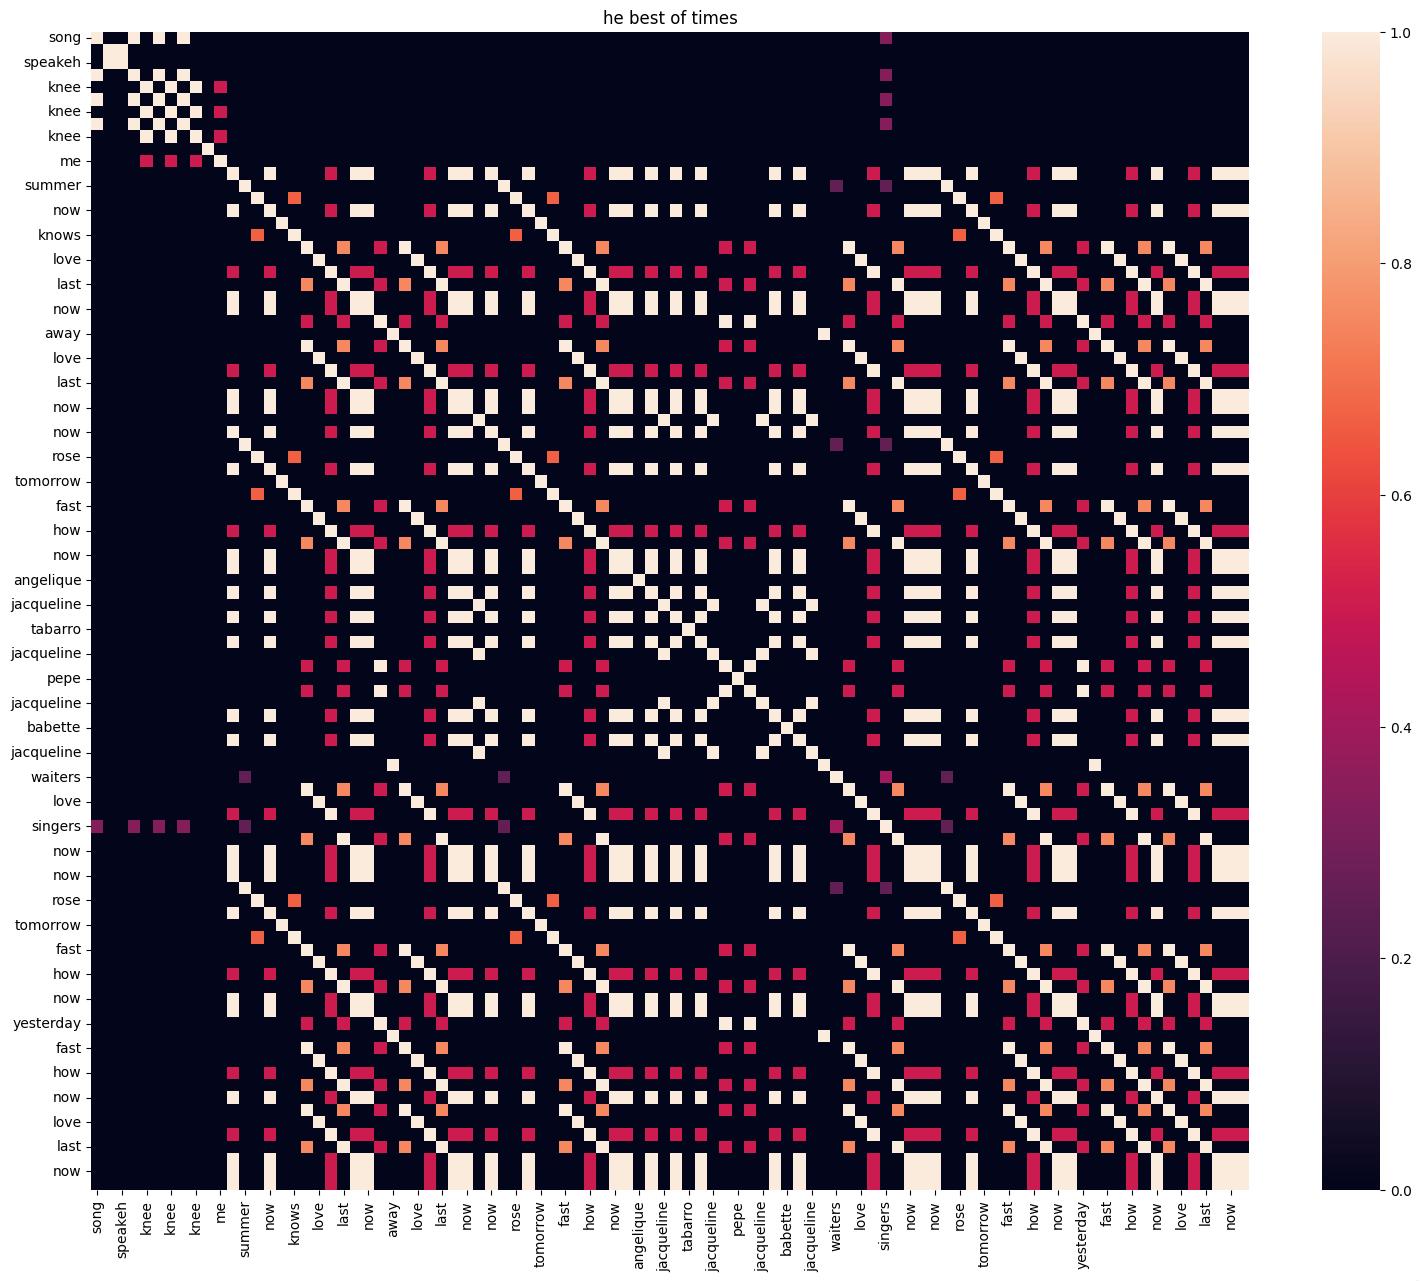 he best of times
song
speakeh
knee
knee
knee
me
summer
now
knows
love
last
now
away
love
last
now
now
rose
tomorrow
fast
how
now
angelique
jacqueline
tabarro
jacqueline
pepe
jacqueline
babette
jacqueline
waiters
love
singers
now
now
rose
tomorrow
fast
how
now
yesterday
fast
how
now
love
last
now
song
speakeh
knee
knee
knee
me
summer
now
knows
love
last
now
away
love
last
now
now
rose
tomorrow
fast
how
now
angelique
jacqueline
tabarro
jacqueline
pepe
jacqueline
babette
jacqueline
waiters
love
singers
now
now
rose
tomorrow
fast
how
now
yesterday
fast
how
now
love
last
now
1.0
0.8
0.6
0.4
0.2
0.0